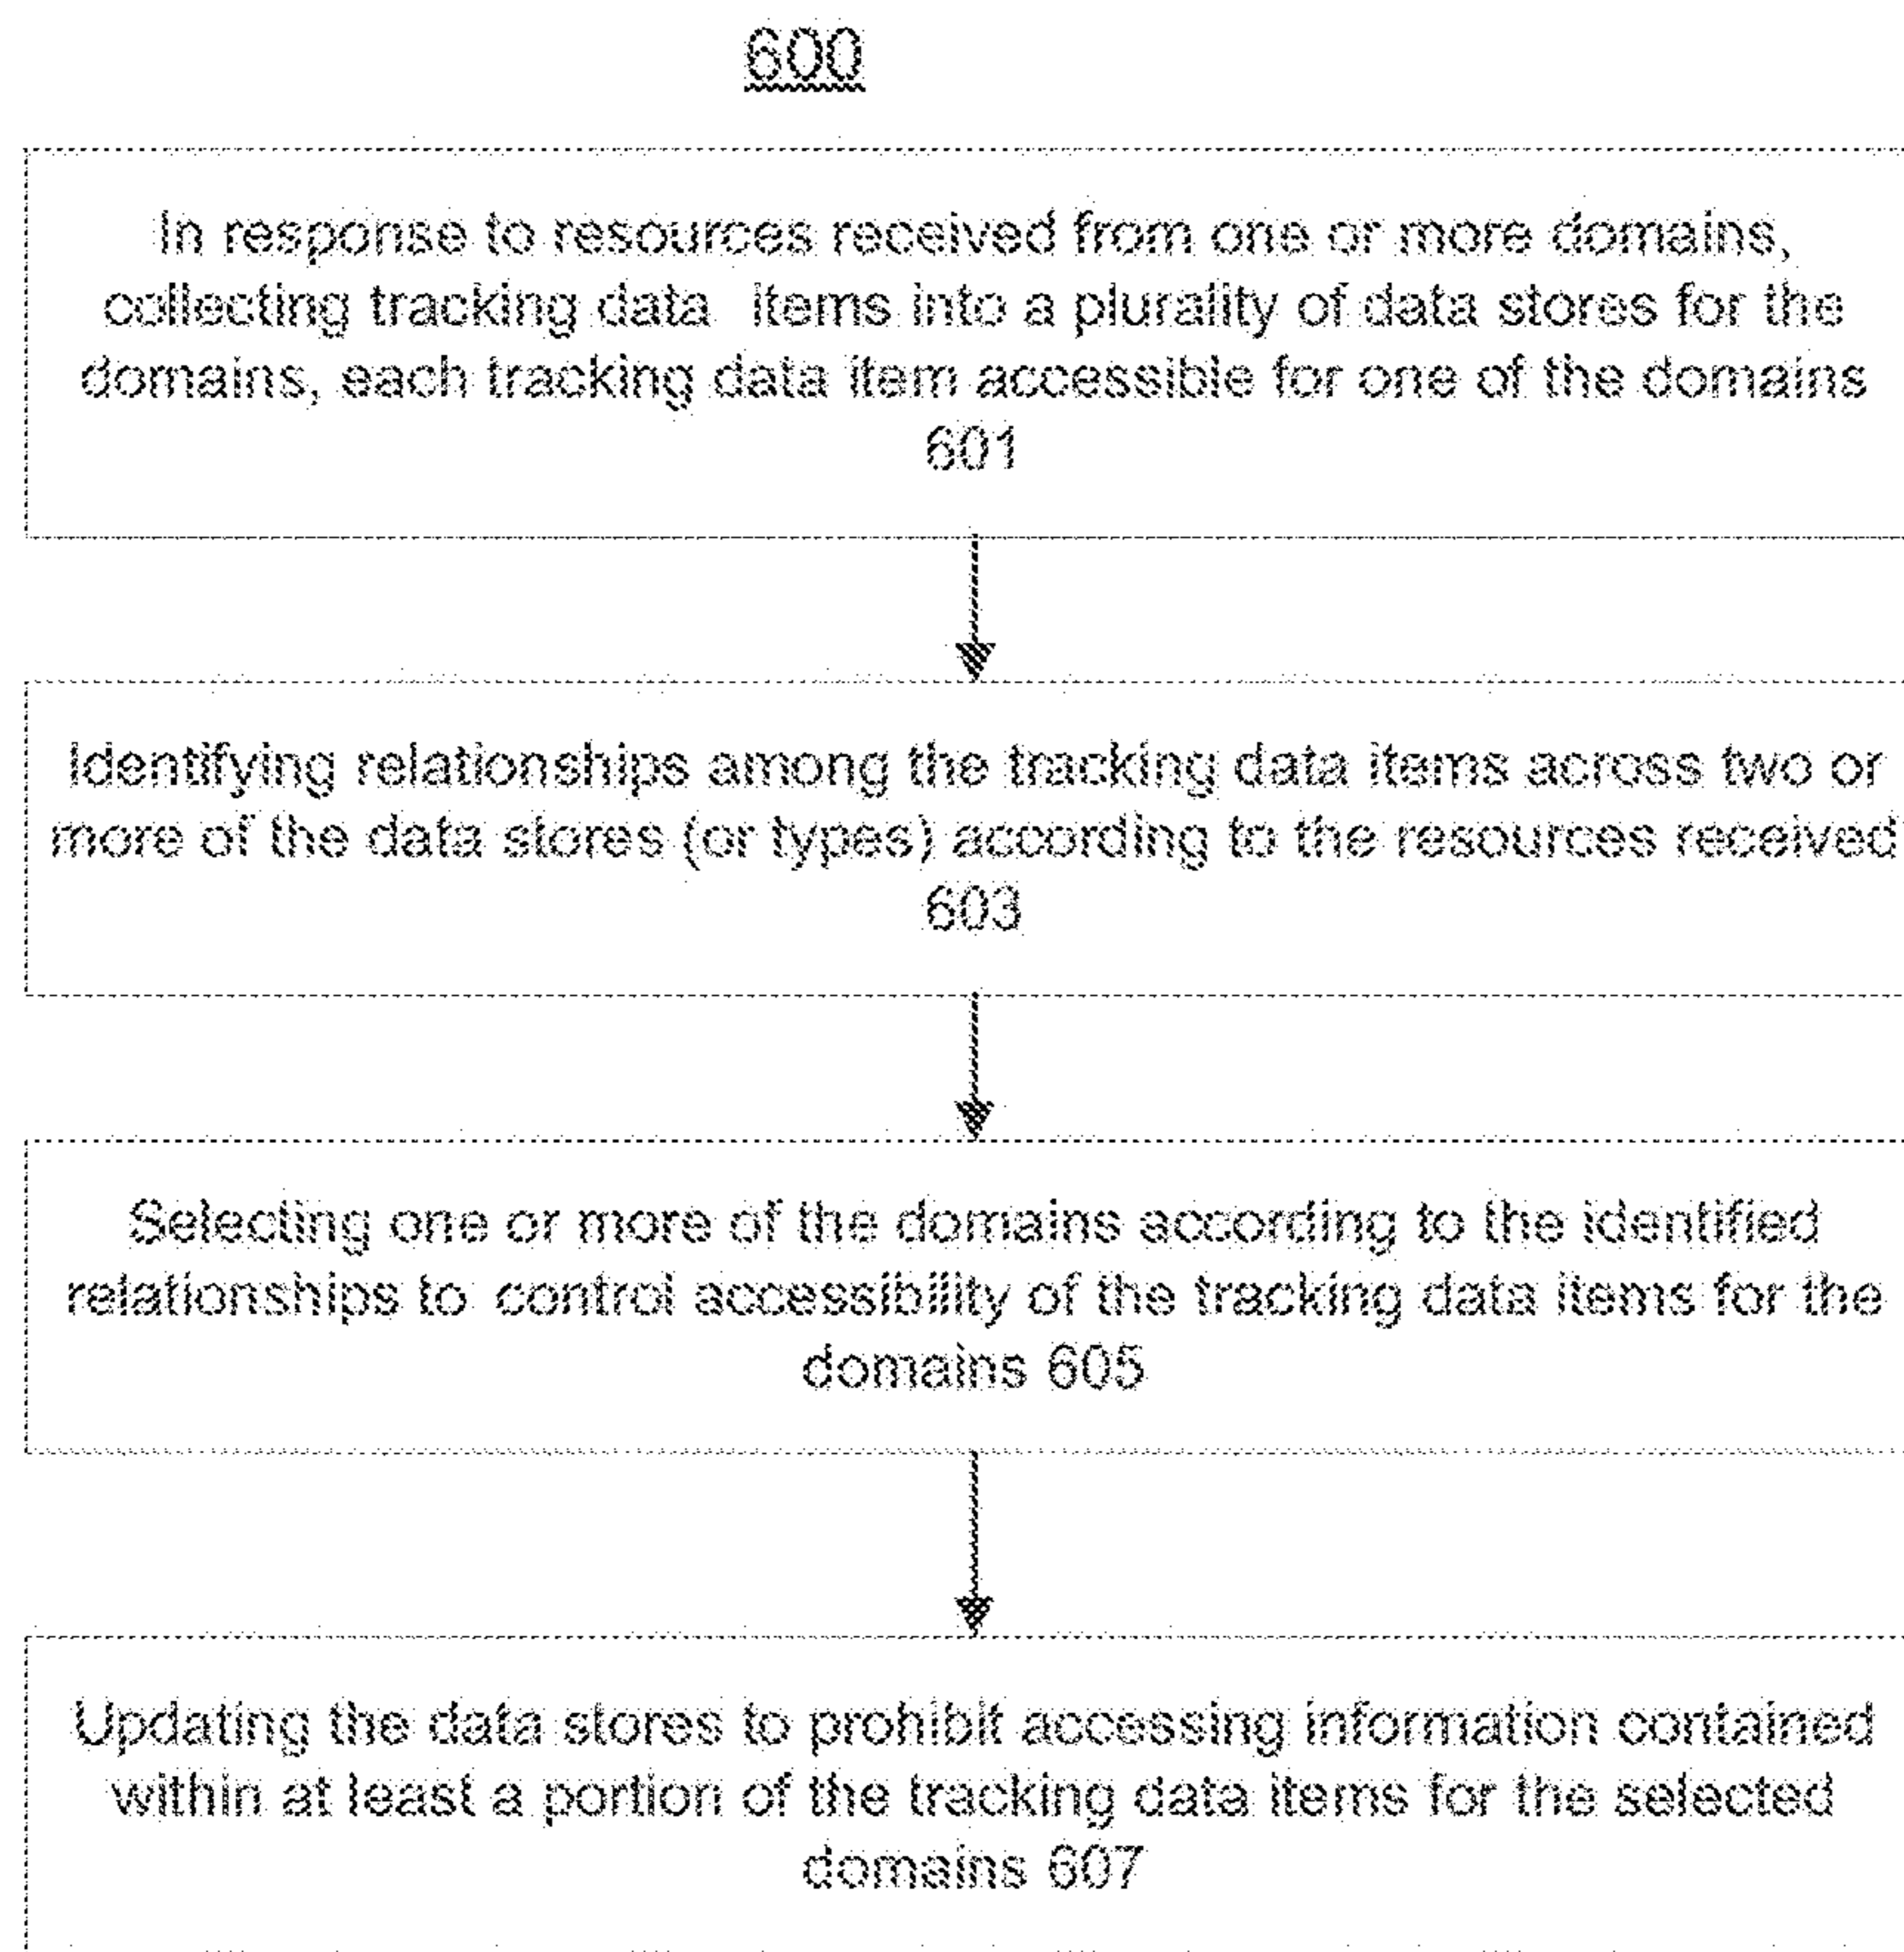 600
In response to resources received from one or more domains,
collecting tracking data items into a plurality of data stores for the
domains, each tracking data item accessible for one of the domains
601
Identifying relationships among the tracking data items across two or
more of the data stores (or types) according to the resources received
603
Selecting one or more of the domains according to the identified
relationships to control accessibility of the tracking data items for the
domains 605
Updating the data stores to prohibit accessing information contained
within at least a portion of the tracking data items for the selected
domains 607